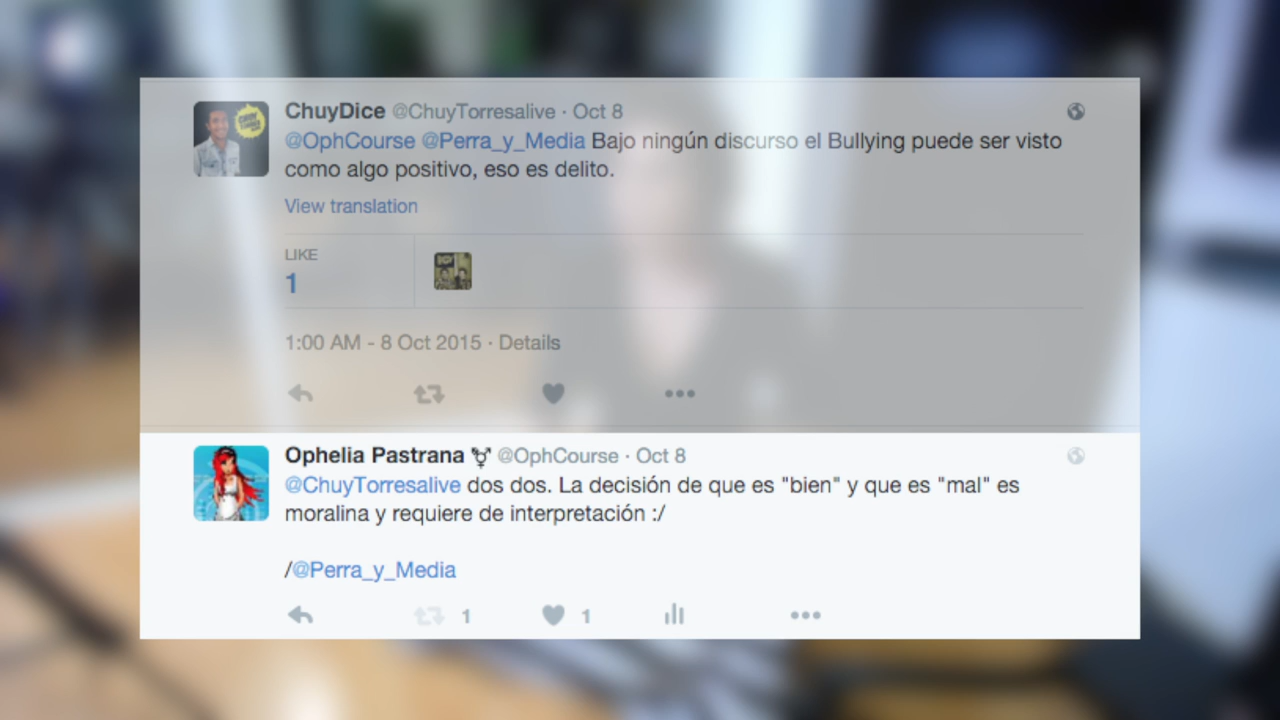 ChuyDice @ChuyTorresalive · Oct 8
@OphCourse @Perra_y_Media Bajo ningún discurso el Bullying puede ser visto
como algo positivo, eso es delito.
View translation
LIKE
1
1:00 AM - 8 Oct 2015 · Details
Ophelia Pastrana ⚧ @OphCourse · Oct 8
@ChuyTorresalive dos dos. La decisión de que es "bien" y que es "mal" es
moralina y requiere de interpretación :/
/@Perra_y_Media
1 1